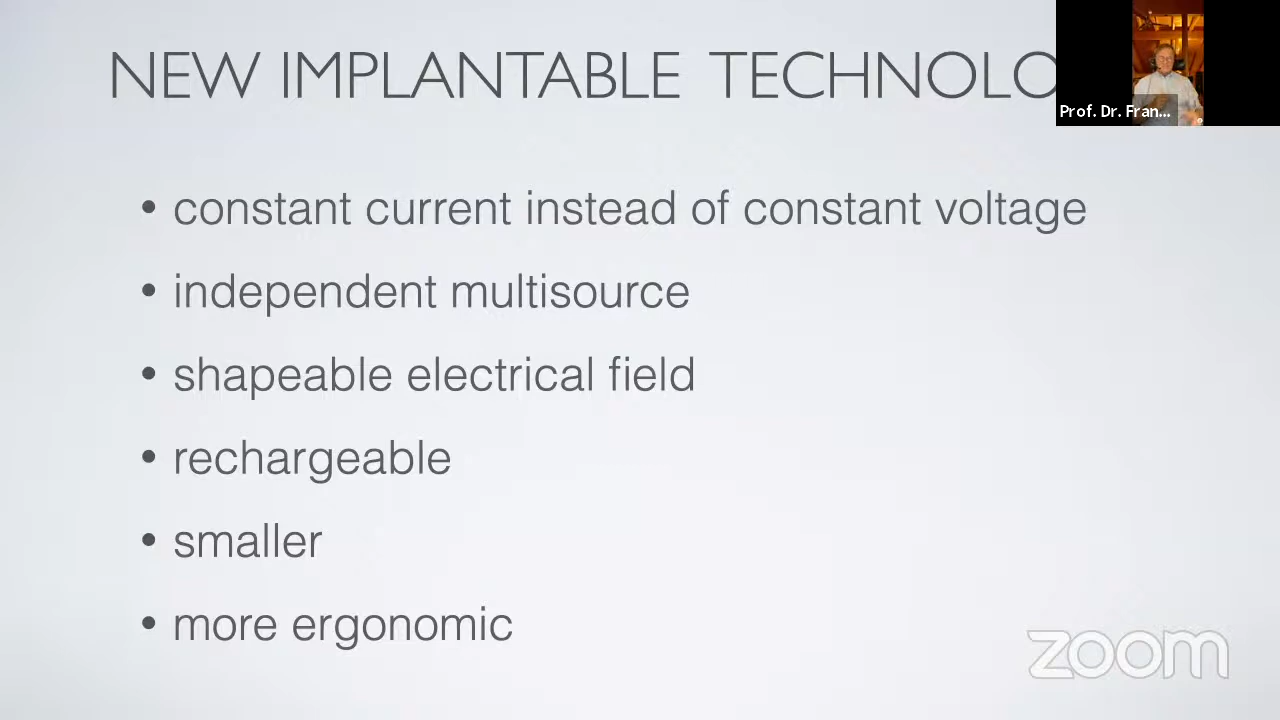 NEW IMPLANTABLE TECHNOLO
Prof. Dr. Fran...
• constant current instead of constant voltage
• independent multisource
• shapeable electrical field
• rechargeable
• smaller
• more ergonomic
zoom